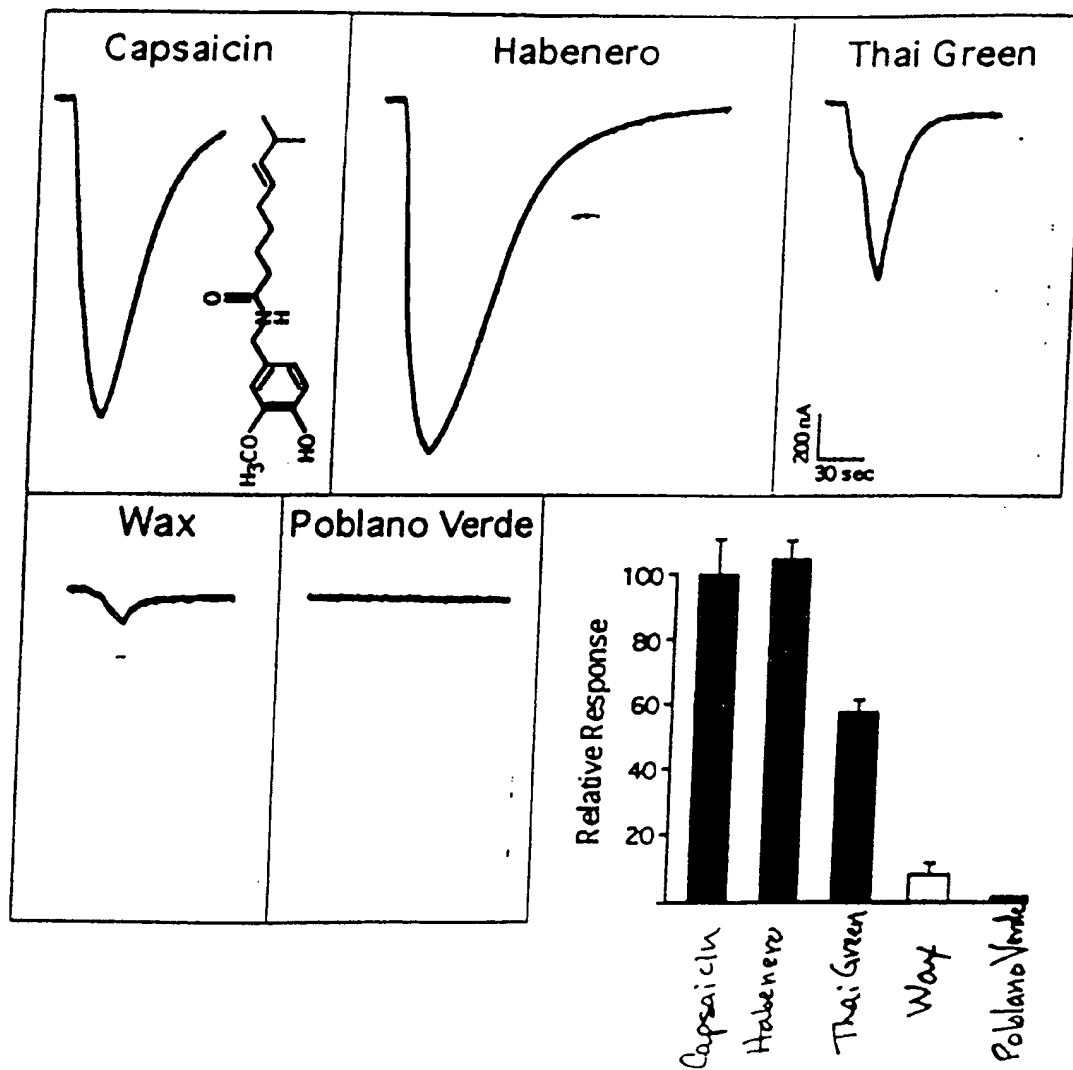 Capsaicin
Habenero
Thai Green
O
N
H
H₃CO
HO
200 nA
30 sec
Wax
Poblano Verde
Relative Response
100
80
60
40
20
Capsaicin
Habenero
Thai Green
Wax
Poblano Verde